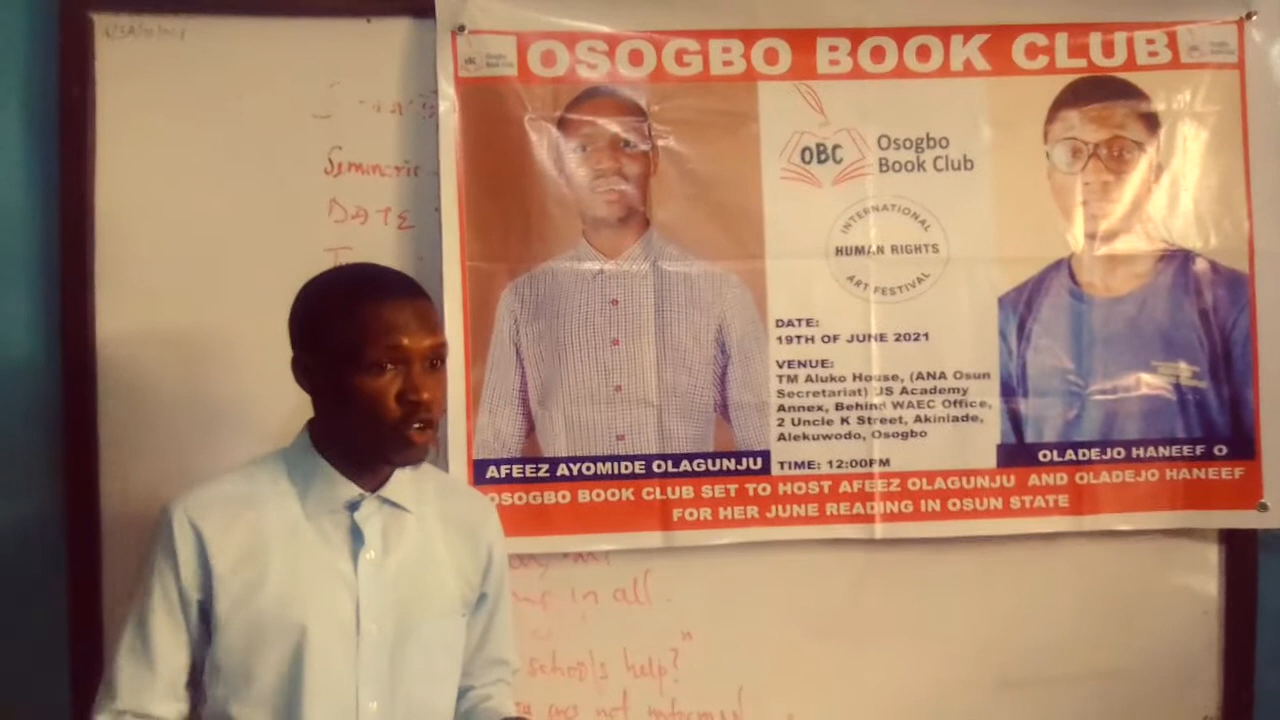 OSOGBO BOOK CLUB
OBC
Osogbo
Book Club
INTERNATIONAL
HUMAN RIGHTS
ART FESTIVAL
DATE:
19TH OF JUNE 2021
VENUE:
TM Aluko House, (ANA Osun
Secretariat) US Academy
Annex, Behind WAEC Office,
2 Uncle K Street, Akinlade,
Alekuwodo, Osogbo
TIME: 12:00PM
AFEEZ AYOMIDE OLAGUNJU
OLADEJO HANEEF O
OSOGBO BOOK CLUB SET TO HOST AFEEZ OLAGUNJU AND OLADEJO HANEEF
FOR HER JUNE READING IN OSUN STATE
DATE
in all.
schools help?"
not